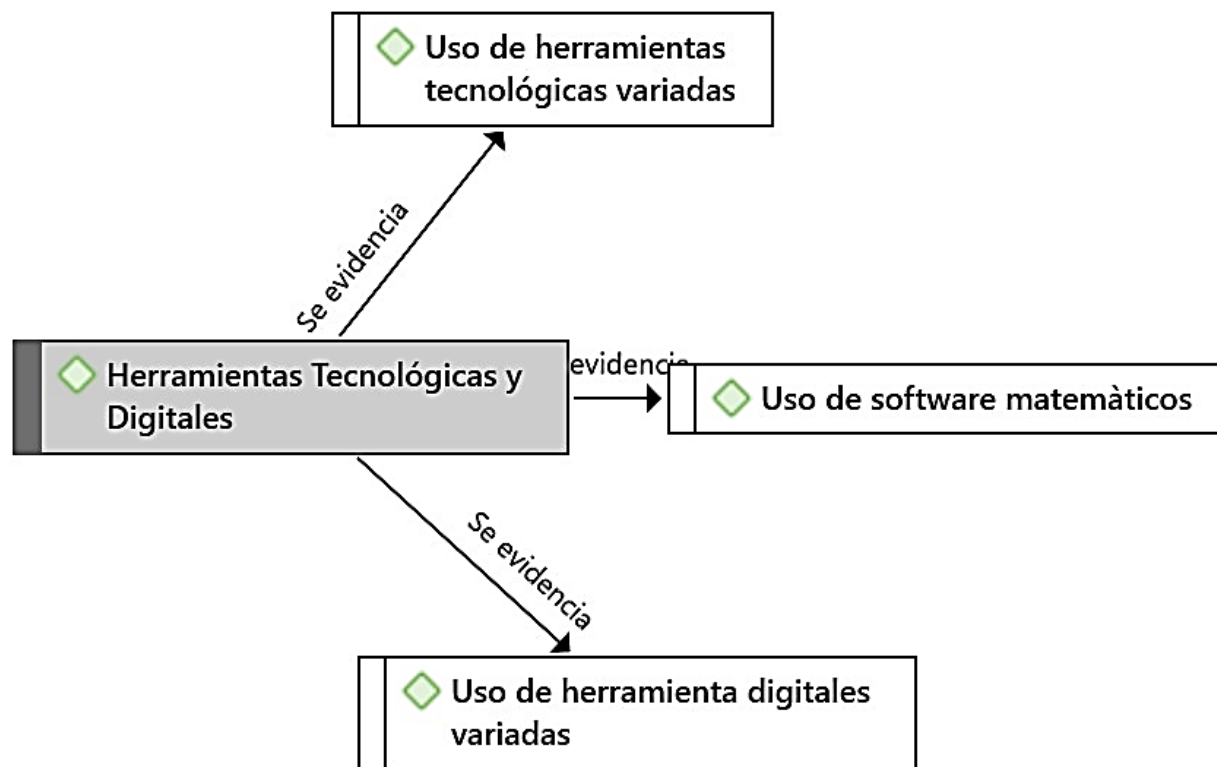 Uso de herramientas
tecnológicas variadas
Se evidencia
Herramientas Tecnológicas y
Digitales
evidencia
Uso de software matemàticos
Se evidencia
Uso de herramienta digitales
variadas